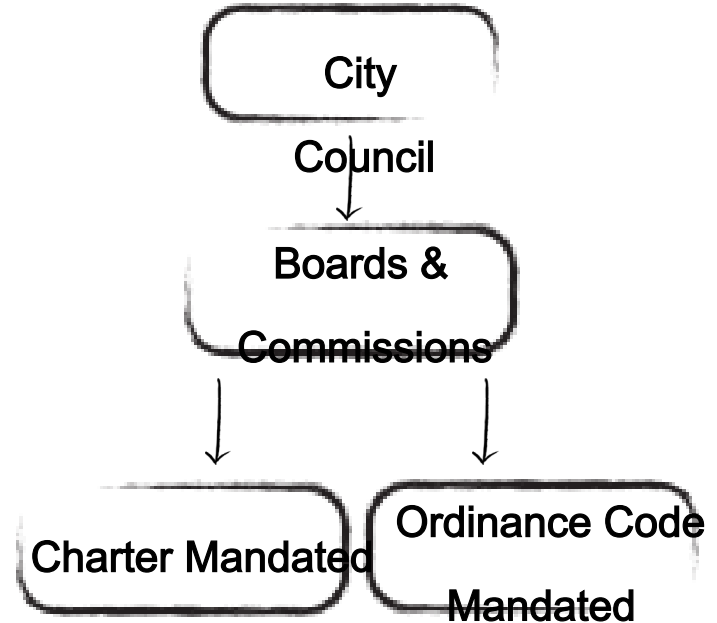 City
Council
Boards &
Commissions
Charter Mandated
Ordinance Code
Mandated